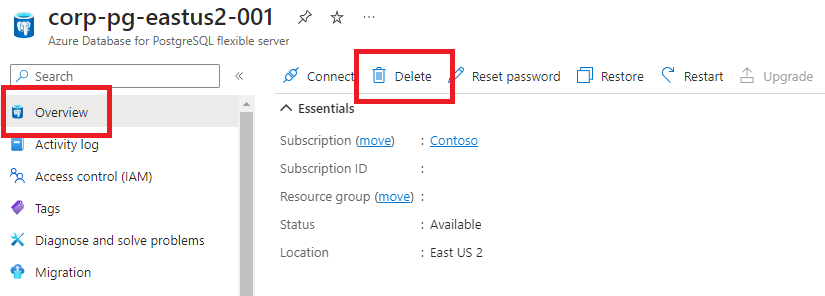 corp-pg-eastus2-001
Azure Database for PostgreSQL flexible server
Search
Connect Delete Reset password Restore Restart Upgrade
Overview
Essentials
Activity log
Subscription (move) : Contoso
Subscription ID :
Access control (IAM)
Resource group (move) :
Tags
Status : Available
Diagnose and solve problems
Location : East US 2
Migration